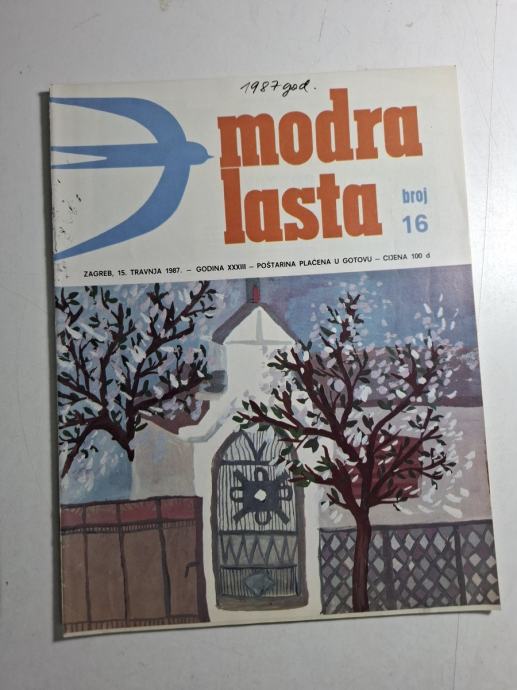 1987 god.
modra
lasta
broj
16
ZAGREB, 15. TRAVNJA 1987. — GODINA XXXIII — POŠTARINA PLAĆENA U GOTOVU — CIJENA 100 d